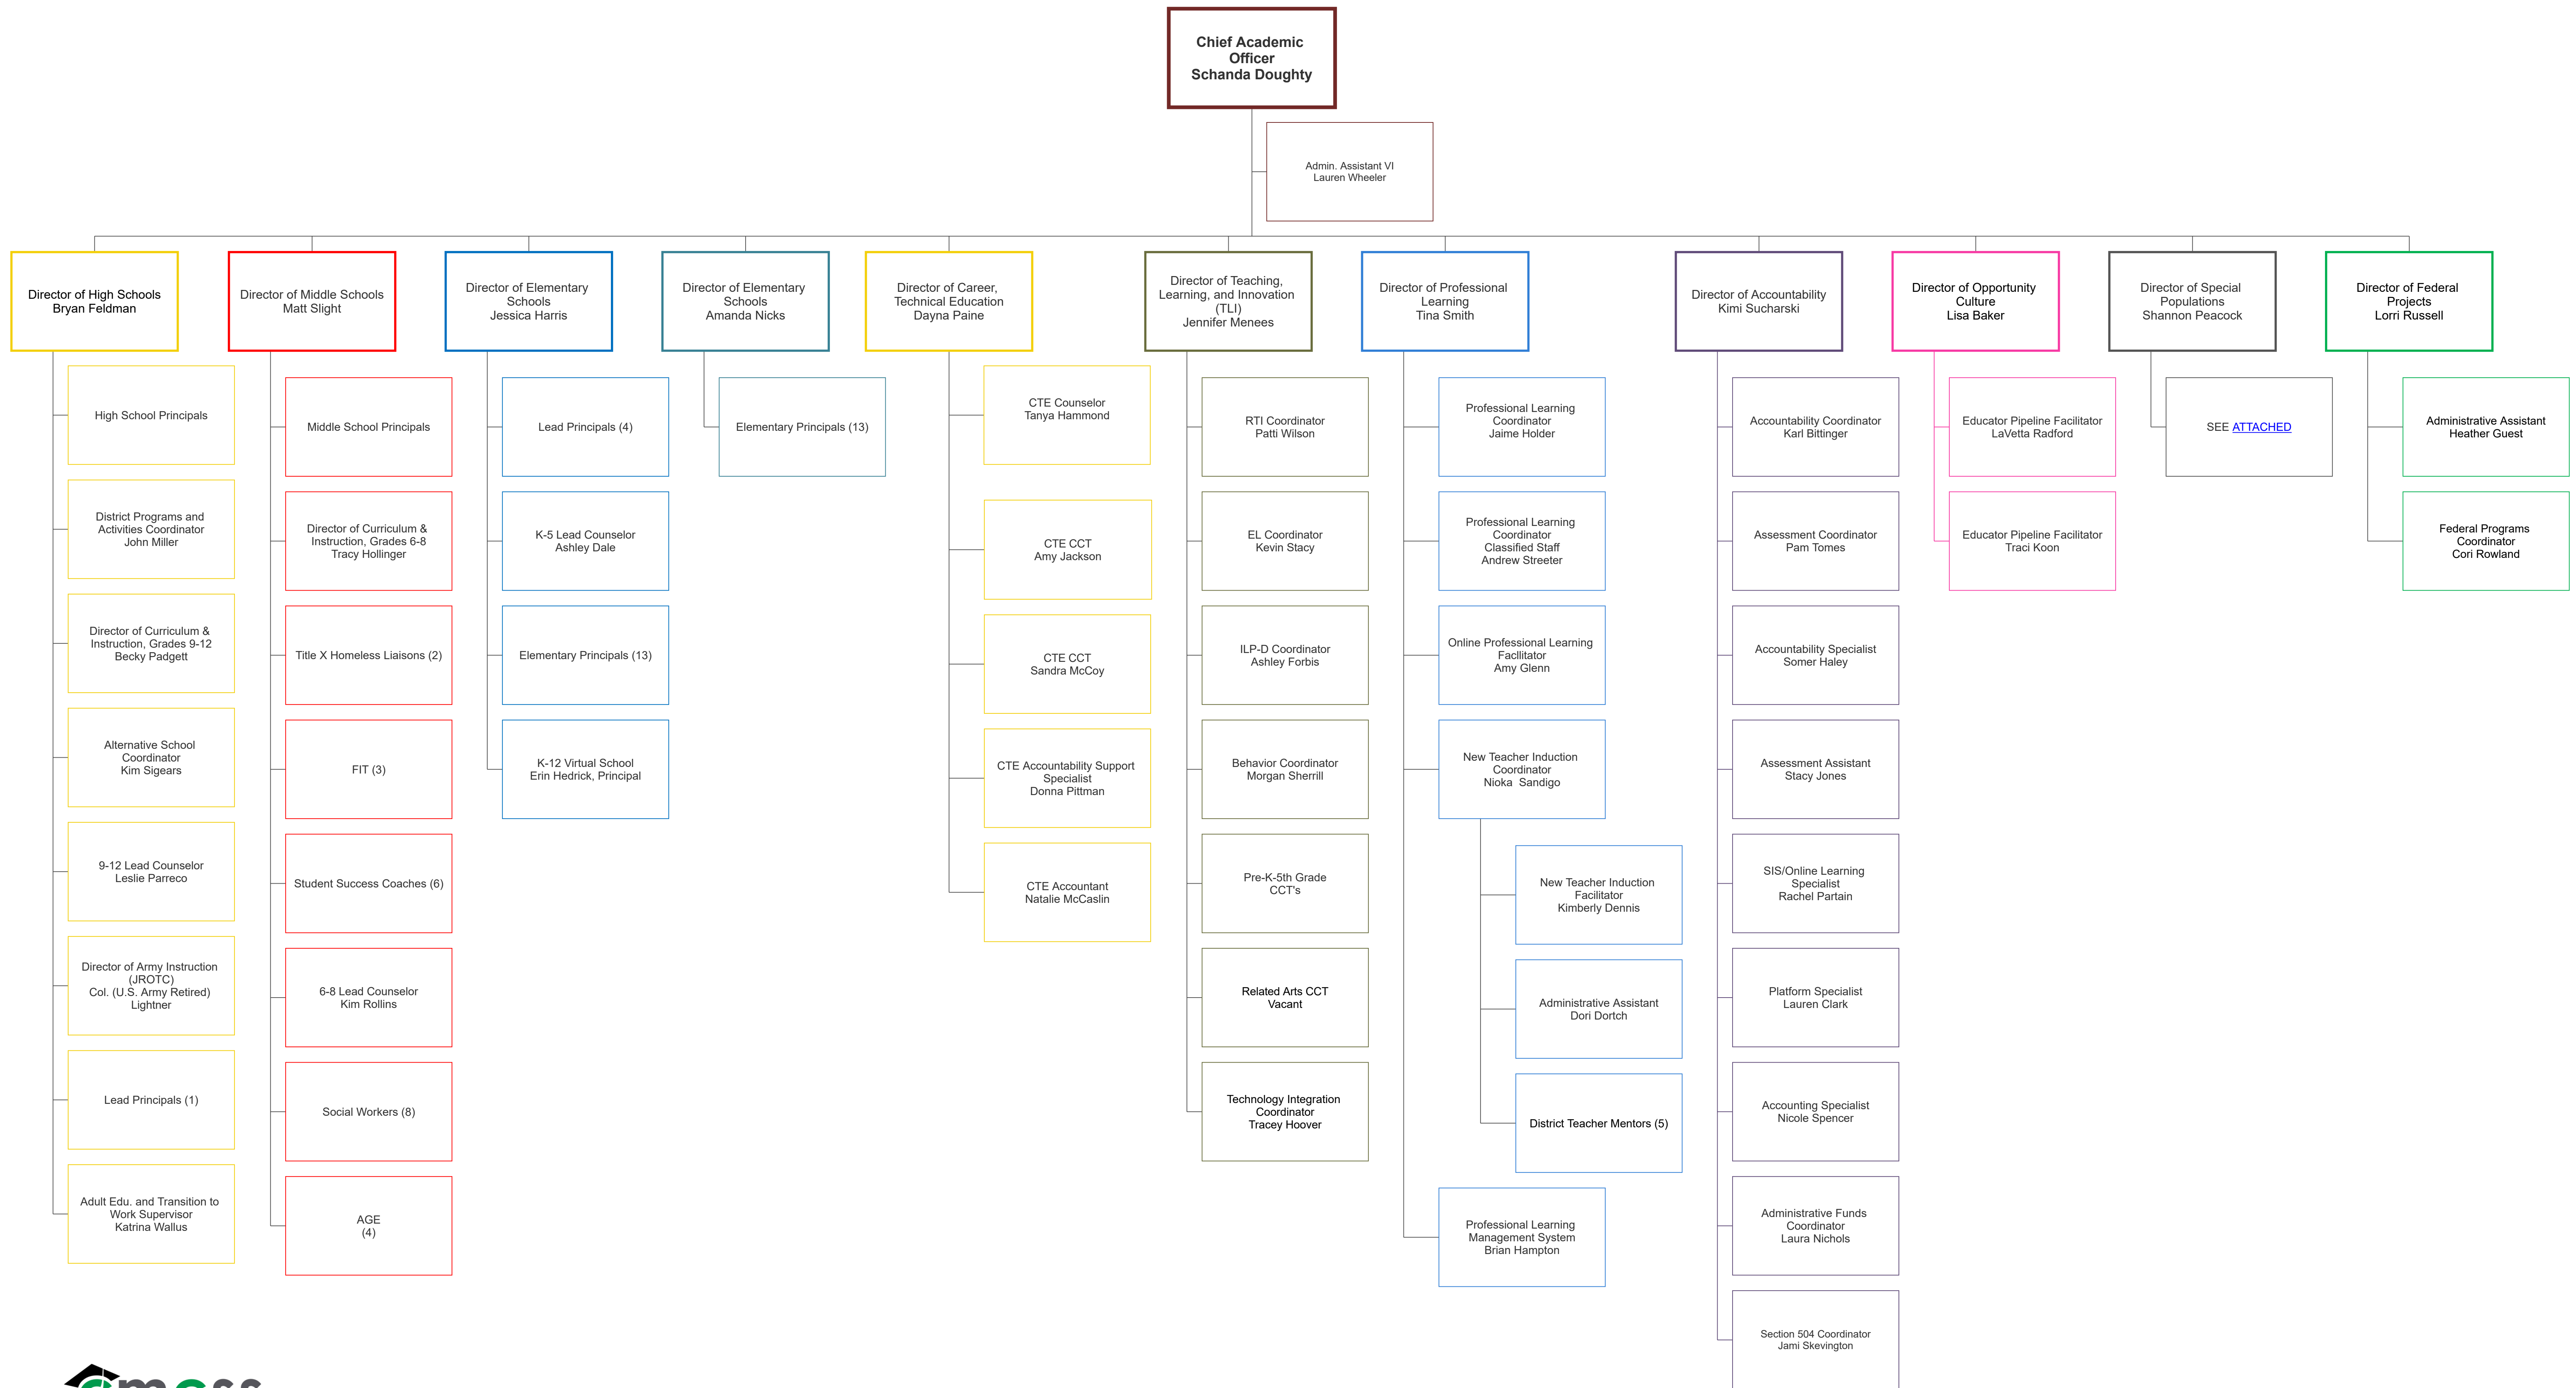 Chief Academic
Officer
Schanda Doughty
Admin. Assistant VI
Lauren Wheeler
Director of High Schools
Bryan Feldman
Director of Middle Schools
Matt Slight
Director of Elementary
Schools
Jessica Harris
Director of Elementary
Schools
Amanda Nicks
Director of Career,
Technical Education
Dayna Paine
Director of Teaching,
Learning, and Innovation
(TLI)
Jennifer Menees
Director of Professional
Learning
Tina Smith
Director of Accountability
Kimi Sucharski
Director of Opportunity
Culture
Lisa Baker
Director of Special
Populations
Shannon Peacock
Director of Federal
Projects
Lorri Russell
High School Principals
District Programs and
Activities Coordinator
John Miller
Director of Curriculum &
Instruction, Grades 9-12
Becky Padgett
Alternative School
Coordinator
Kim Sigears
9-12 Lead Counselor
Leslie Parreco
Director of Army Instruction
(JROTC)
Col. (U.S. Army Retired)
Lightner
Lead Principals (1)
Adult Edu. and Transition to
Work Supervisor
Katrina Wallus
Middle School Principals
Director of Curriculum &
Instruction, Grades 6-8
Tracy Hollinger
Title X Homeless Liaisons (2)
FIT (3)
Student Success Coaches (6)
6-8 Lead Counselor
Kim Rollins
Social Workers (8)
AGE
(4)
Lead Principals (4)
K-5 Lead Counselor
Ashley Dale
Elementary Principals (13)
K-12 Virtual School
Erin Hedrick, Principal
Elementary Principals (13)
CTE Counselor
Tanya Hammond
CTE CCT
Amy Jackson
CTE CCT
Sandra McCoy
CTE Accountability Support
Specialist
Donna Pittman
CTE Accountant
Natalie McCaslin
RTI Coordinator
Patti Wilson
EL Coordinator
Kevin Stacy
ILP-D Coordinator
Ashley Forbis
Behavior Coordinator
Morgan Sherrill
Pre-K-5th Grade
CCT's
Related Arts CCT
Vacant
Technology Integration
Coordinator
Tracey Hoover
Professional Learning
Coordinator
Jaime Holder
Professional Learning
Coordinator
Classified Staff
Andrew Streeter
Online Professional Learning
Facllitator
Amy Glenn
New Teacher Induction
Coordinator
Nioka  Sandigo
New Teacher Induction
Facilitator
Kimberly Dennis
Administrative Assistant
Dori Dortch
District Teacher Mentors (5)
Professional Learning
Management System
Brian Hampton
Accountability Coordinator
Karl Bittinger
Assessment Coordinator
Pam Tomes
Accountability Specialist
Somer Haley
Assessment Assistant
Stacy Jones
SIS/Online Learning
Specialist
Rachel Partain
Platform Specialist
Lauren Clark
Accounting Specialist
Nicole Spencer
Administrative Funds
Coordinator
Laura Nichols
Section 504 Coordinator
Jami Skevington
Educator Pipeline Facilitator
LaVetta Radford
Educator Pipeline Facilitator
Traci Koon
SEE ATTACHED
Administrative Assistant
Heather Guest
Federal Programs
Coordinator
Cori Rowland